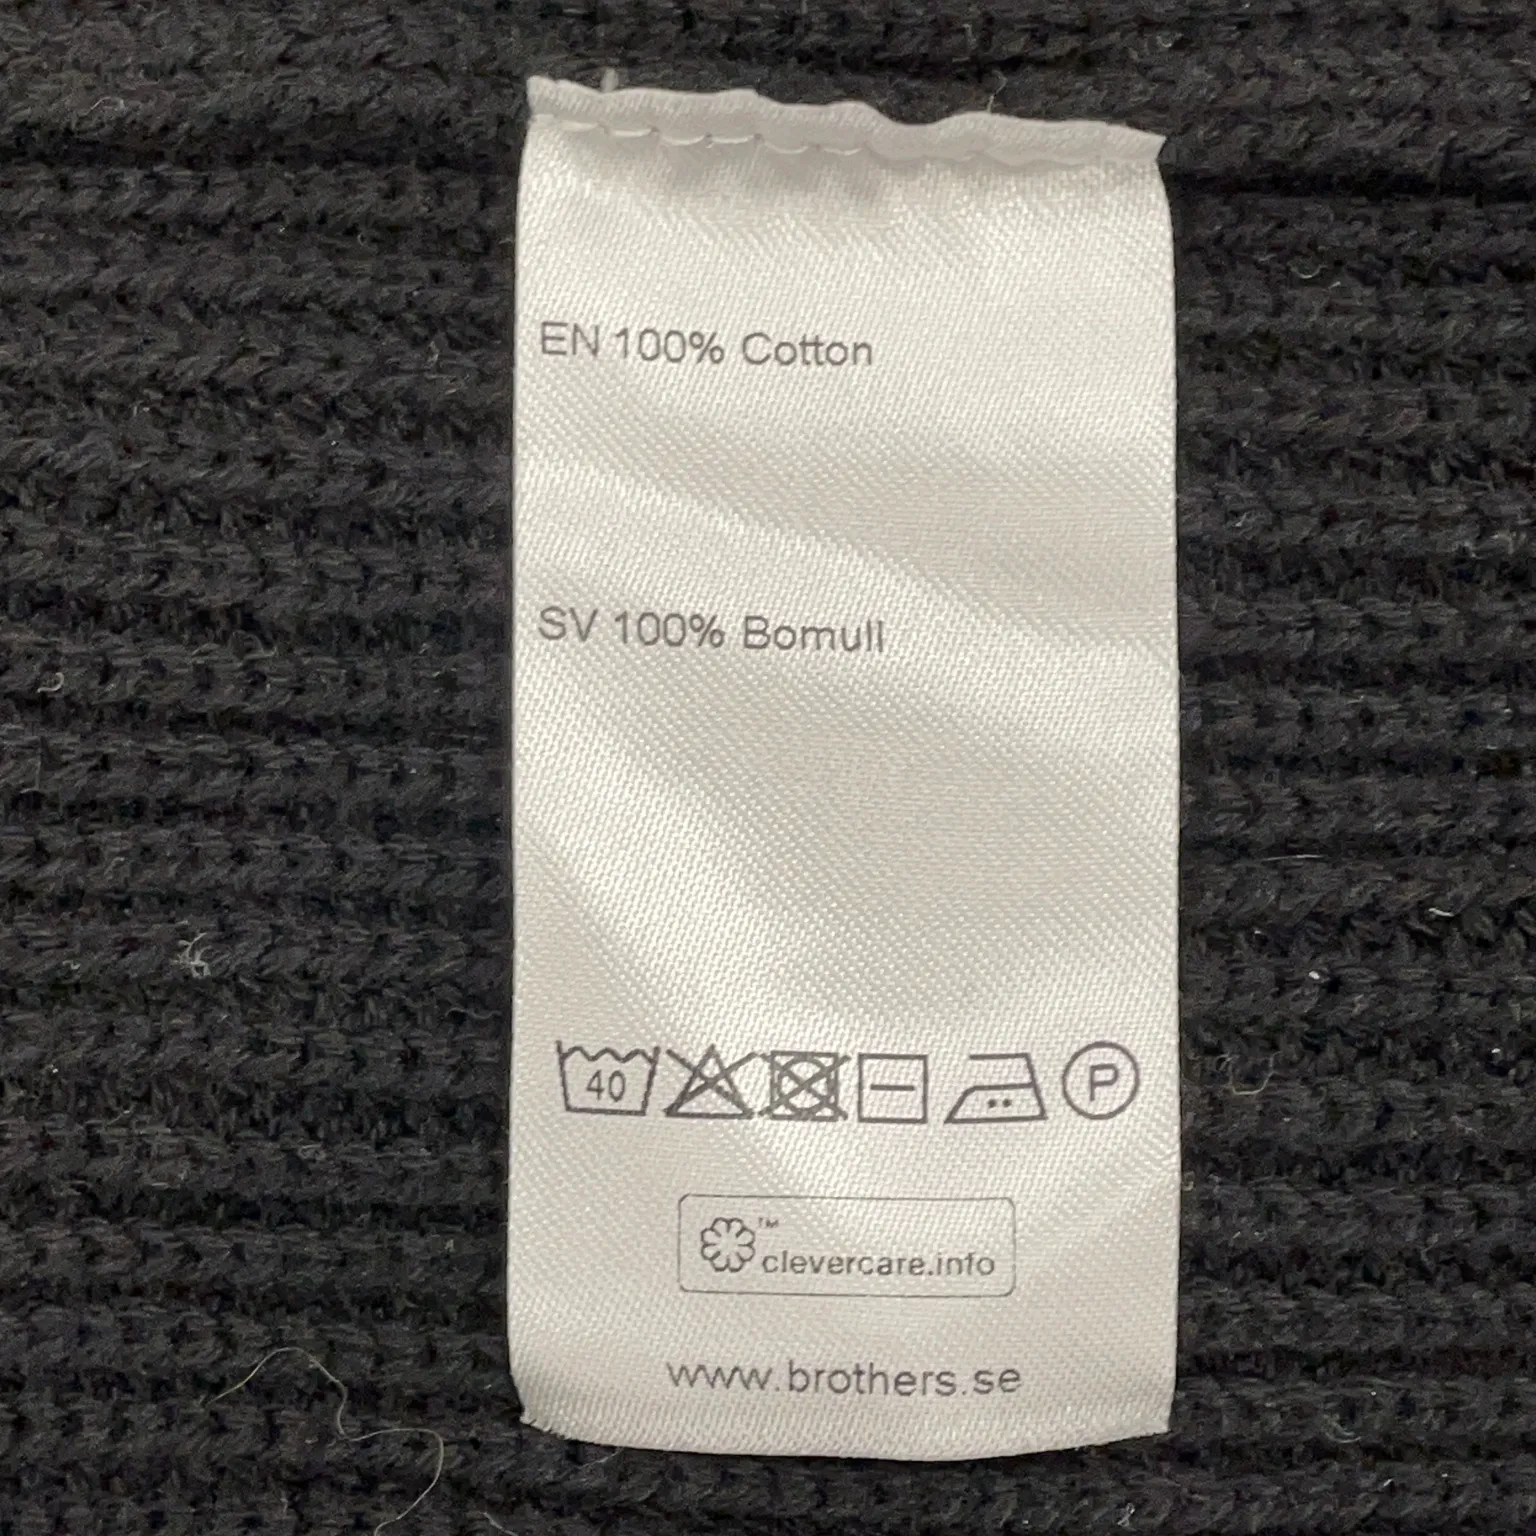 EN 100% Cotton
SV 100% Bomull
40 P
™
clevercare.info
www.brothers.se